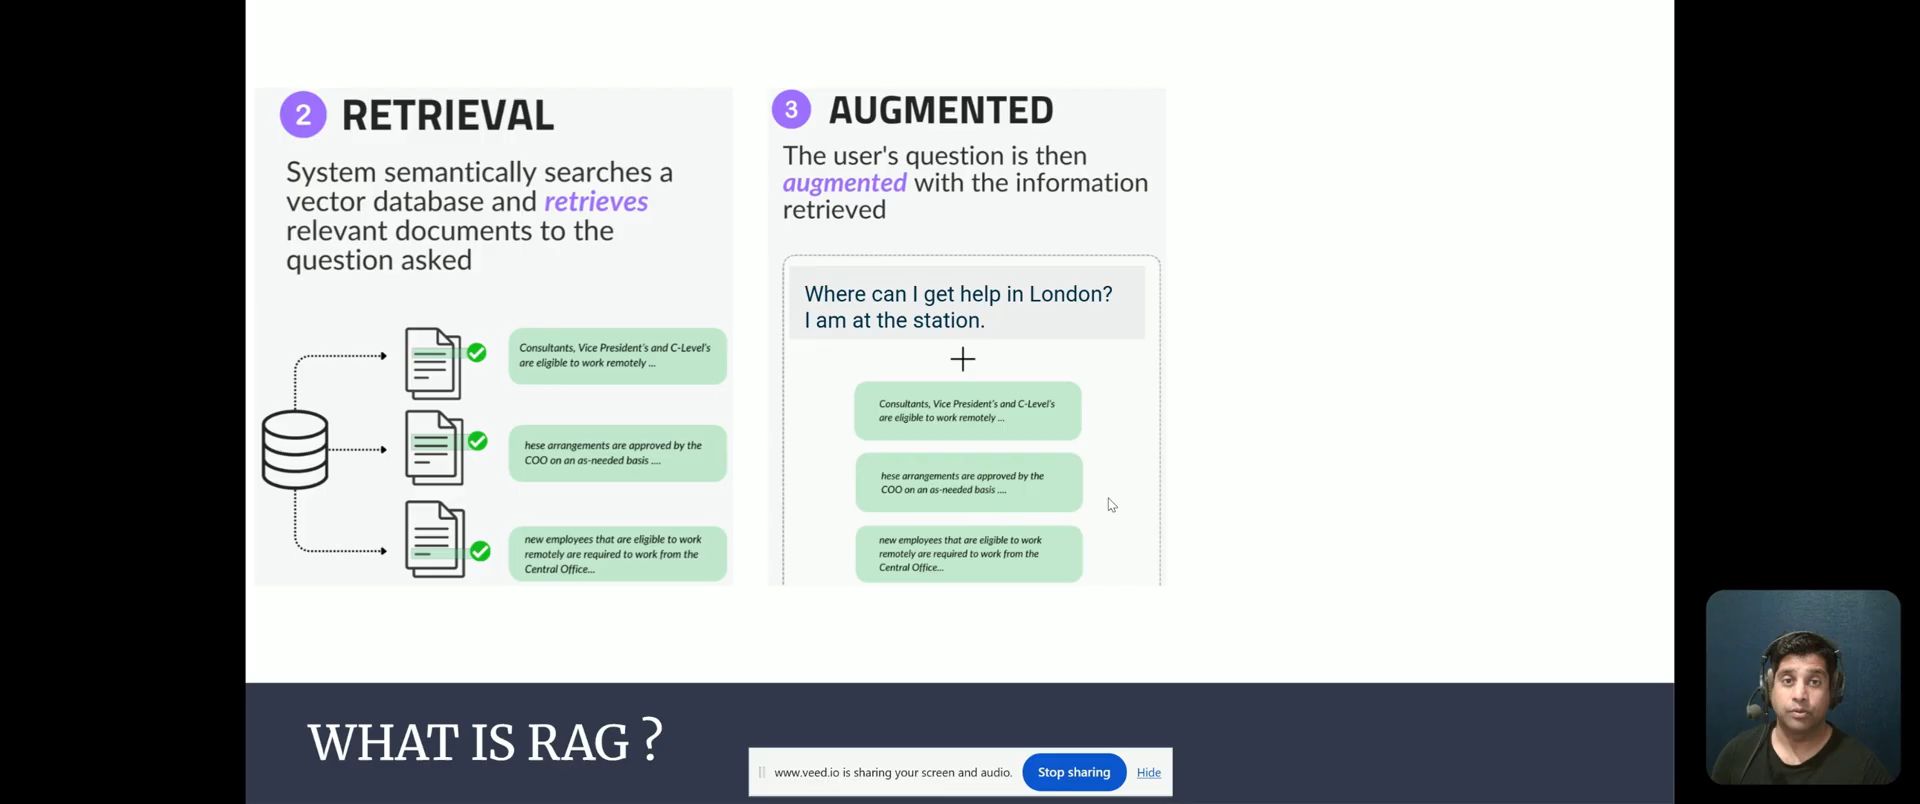 2 RETRIEVAL
System semantically searches a
vector database and retrieves
relevant documents to the
question asked
Consultants, Vice President's and C-Level's
are eligible to work remotely ...
hese arrangements are approved by the
COO on an as-needed basis ....
new employees that are eligible to work
remotely are required to work from the
Central Office...
3 AUGMENTED
The user's question is then
augmented with the information
retrieved
Where can I get help in London?
I am at the station.
+
Consultants, Vice President's and C-Level's
are eligible to work remotely ...
hese arrangements are approved by the
COO on an as-needed basis ....
new employees that are eligible to work
remotely are required to work from the
Central Office...
WHAT IS RAG ?
www.veed.io is sharing your screen and audio.
Stop sharing
Hide